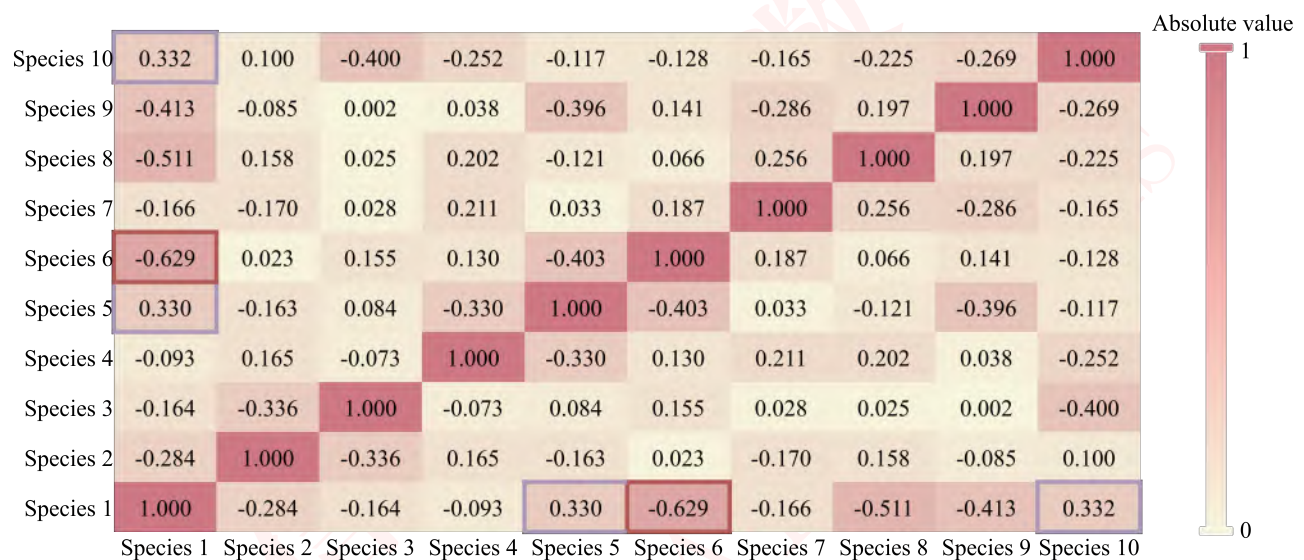 Absolute value
1
0
Species 10 0.332 0.100 -0.400 -0.252 -0.117 -0.128 -0.165 -0.225 -0.269 1.000
Species 9 -0.413 -0.085 0.002 0.038 -0.396 0.141 -0.286 0.197 1.000 -0.269
Species 8 -0.511 0.158 0.025 0.202 -0.121 0.066 0.256 1.000 0.197 -0.225
Species 7 -0.166 -0.170 0.028 0.211 0.033 0.187 1.000 0.256 -0.286 -0.165
Species 6 -0.629 0.023 0.155 0.130 -0.403 1.000 0.187 0.066 0.141 -0.128
Species 5 0.330 -0.163 0.084 -0.330 1.000 -0.403 0.033 -0.121 -0.396 -0.117
Species 4 -0.093 0.165 -0.073 1.000 -0.330 0.130 0.211 0.202 0.038 -0.252
Species 3 -0.164 -0.336 1.000 -0.073 0.084 0.155 0.028 0.025 0.002 -0.400
Species 2 -0.284 1.000 -0.336 0.165 -0.163 0.023 -0.170 0.158 -0.085 0.100
Species 1 1.000 -0.284 -0.164 -0.093 0.330 -0.629 -0.166 -0.511 -0.413 0.332
Species 1 Species 2 Species 3 Species 4 Species 5 Species 6 Species 7 Species 8 Species 9 Species 10